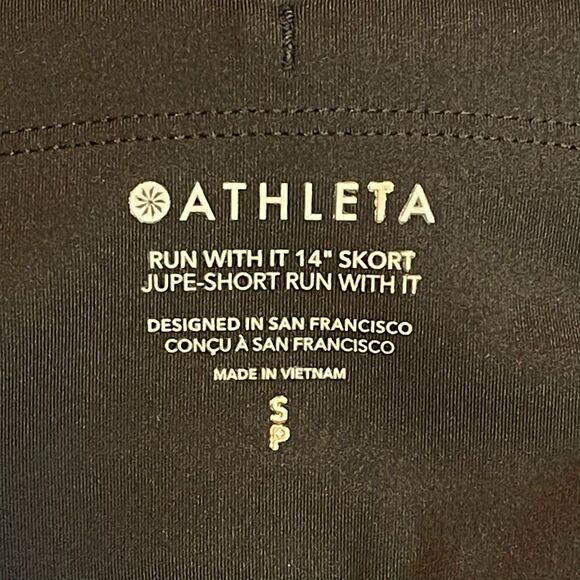 ATHLETA
RUN WITH IT 14" SKORT
JUPE-SHORT RUN WITH IT
DESIGNED IN SAN FRANCISCO
CONÇU À SAN FRANCISCO
MADE IN VIETNAM
S
P